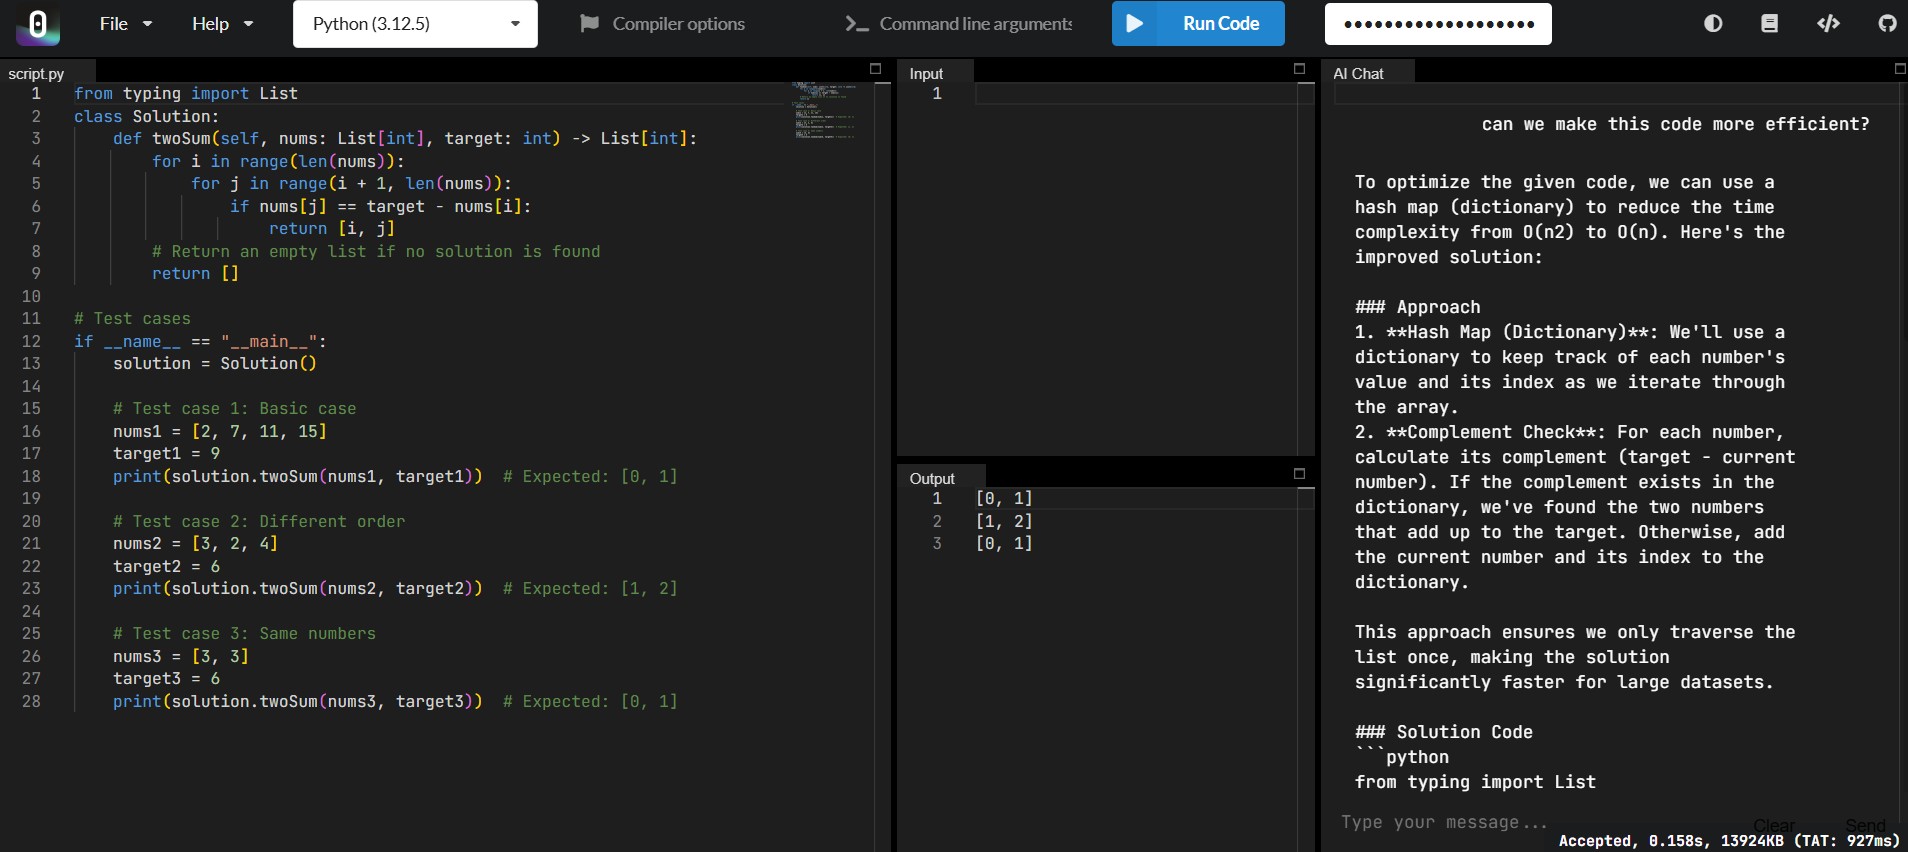 File
Help
Python (3.12.5)
Compiler options
Command line arguments
Run Code
script.py
1 from typing import List
2 class Solution:
3 def twoSum(self, nums: List[int], target: int) -> List[int]:
4 for i in range(len(nums)):
5 for j in range(i + 1, len(nums)):
6 if nums[j] == target - nums[i]:
7 return [i, j]
8 # Return an empty list if no solution is found
9 return []
10
11 # Test cases
12 if __name__ == "__main__":
13 solution = Solution()
14
15 # Test case 1: Basic case
16 nums1 = [2, 7, 11, 15]
17 target1 = 9
18 print(solution.twoSum(nums1, target1)) # Expected: [0, 1]
19
20 # Test case 2: Different order
21 nums2 = [3, 2, 4]
22 target2 = 6
23 print(solution.twoSum(nums2, target2)) # Expected: [1, 2]
24
25 # Test case 3: Same numbers
26 nums3 = [3, 3]
27 target3 = 6
28 print(solution.twoSum(nums3, target3)) # Expected: [0, 1]
Input
1
Output
1 [0, 1]
2 [1, 2]
3 [0, 1]
AI Chat
can we make this code more efficient?
To optimize the given code, we can use a
hash map (dictionary) to reduce the time
complexity from O(n2) to O(n). Here's the
improved solution:
### Approach
1. **Hash Map (Dictionary)**: We'll use a
dictionary to keep track of each number's
value and its index as we iterate through
the array.
2. **Complement Check**: For each number,
calculate its complement (target - current
number). If the complement exists in the
dictionary, we've found the two numbers
that add up to the target. Otherwise, add
the current number and its index to the
dictionary.
This approach ensures we only traverse the
list once, making the solution
significantly faster for large datasets.
### Solution Code
```python
from typing import List
Type your message...
Clear
Send
Accepted, 0.158s, 13924KB (TAT: 927ms)